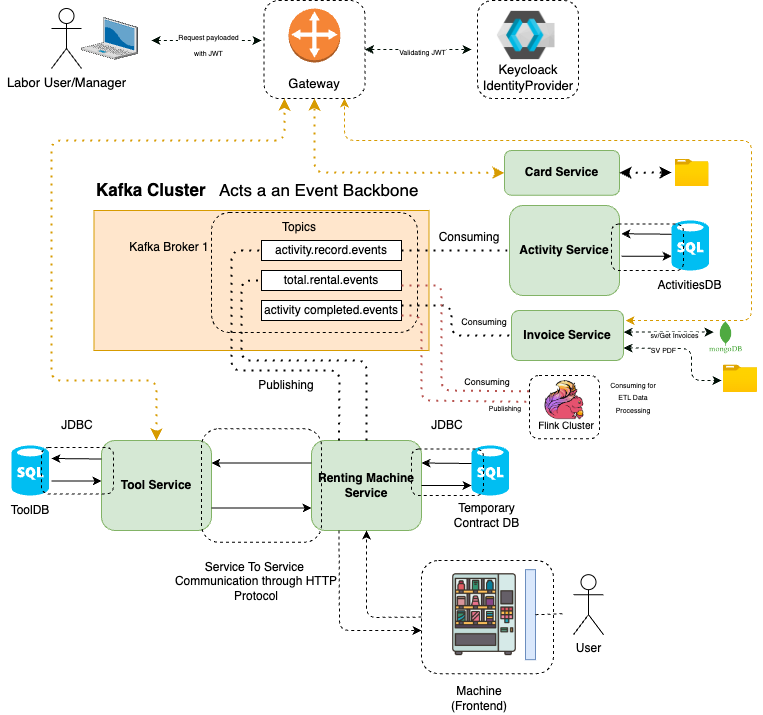 Request payloaded
with JWT
Validating JWT
Labor User/Manager
Gateway
Keycloack
IdentityProvider
Kafka Cluster Acts a an Event Backbone
Card Service
Topics
Kafka Broker 1
activity.record.events
Consuming
Activity Service
SQL
ActivitiesDB
total.rental.events
activity completed.events
Consuming
Invoice Service
sv/Get Invoices
mongoDB
SV PDF
Publishing
Consuming
Publishing
Flink Cluster
Consuming for
ETL Data
Processing
JDBC
JDBC
SQL
Tool Service
Renting Machine
Service
SQL
ToolDB
Temporary
Contract DB
Service To Service
Communication through HTTP
Protocol
User
Machine
(Frontend)